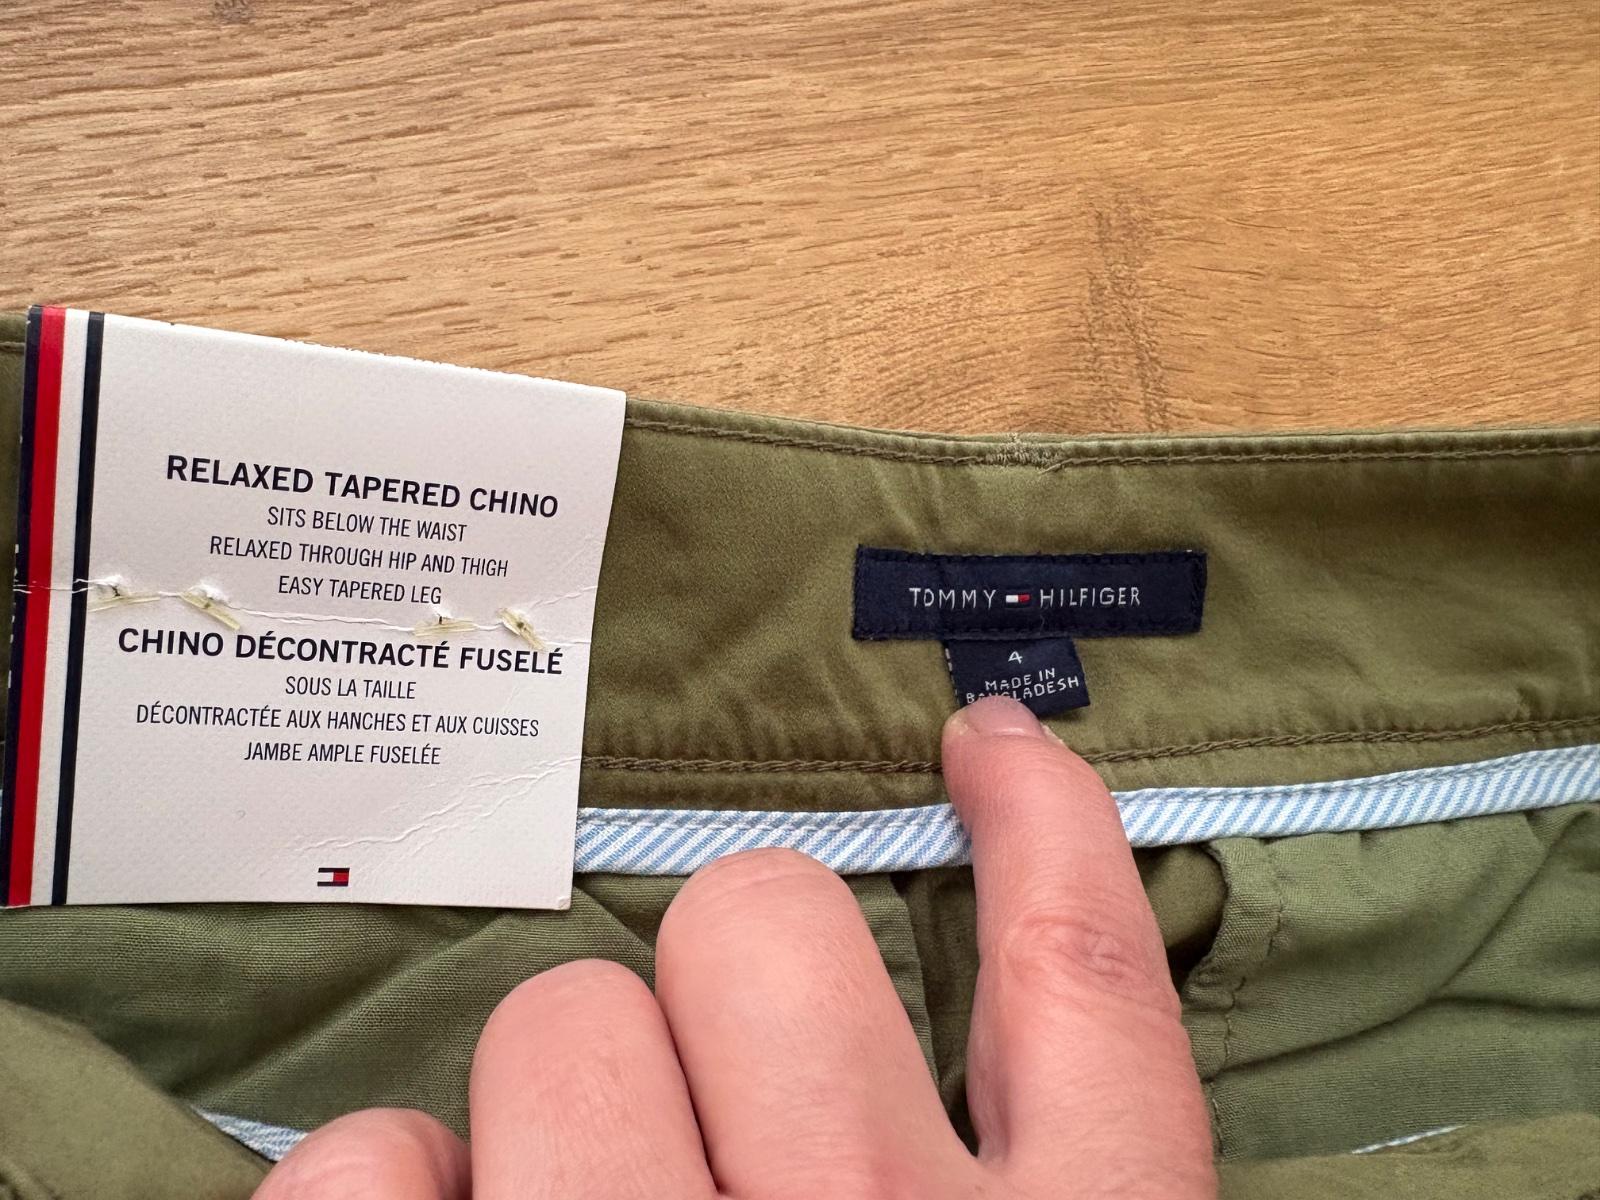 RELAXED TAPERED CHINO
SITS BELOW THE WAIST
RELAXED THROUGH HIP AND THIGH
EASY TAPERED LEG
CHINO DÉCONTRACTÉ FUSELÉ
SOUS LA TAILLE
DÉCONTRACTÉE AUX HANCHES ET AUX CUISSES
JAMBE AMPLE FUSELÉE
TOMMY HILFIGER
4
MADE IN
BANGLADESH